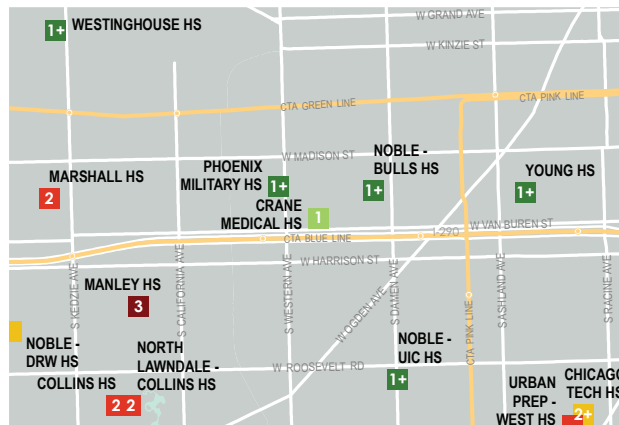 W GRAND AVE
1+ WESTINGHOUSE HS
W KINZIE ST
CTA GREEN LINE
CTA PINK LINE
W MADISON ST
NOBLE -
BULLS HS
1+
PHOENIX
MILITARY HS
1+
MARSHALL HS
2
YOUNG HS
1+
CRANE
MEDICAL HS
1
W VAN BUREN ST
I-290
CTA BLUE LINE
W HARRISON ST
S KEDZIE AVE
S CALIFORNIA AVE
S WESTERN AVE
S DAMEN AVE
S ASHLAND AVE
S RACINE AVE
W OGDEN AVE
CTA PINK LINE
MANLEY HS
3
NOBLE -
DRW HS
NORTH
LAWNDALE -
COLLINS HS
COLLINS HS
2 2
NOBLE -
UIC HS
1+
W ROOSEVELT RD
URBAN
PREP -
WEST HS
CHICAGO
TECH HS
2+